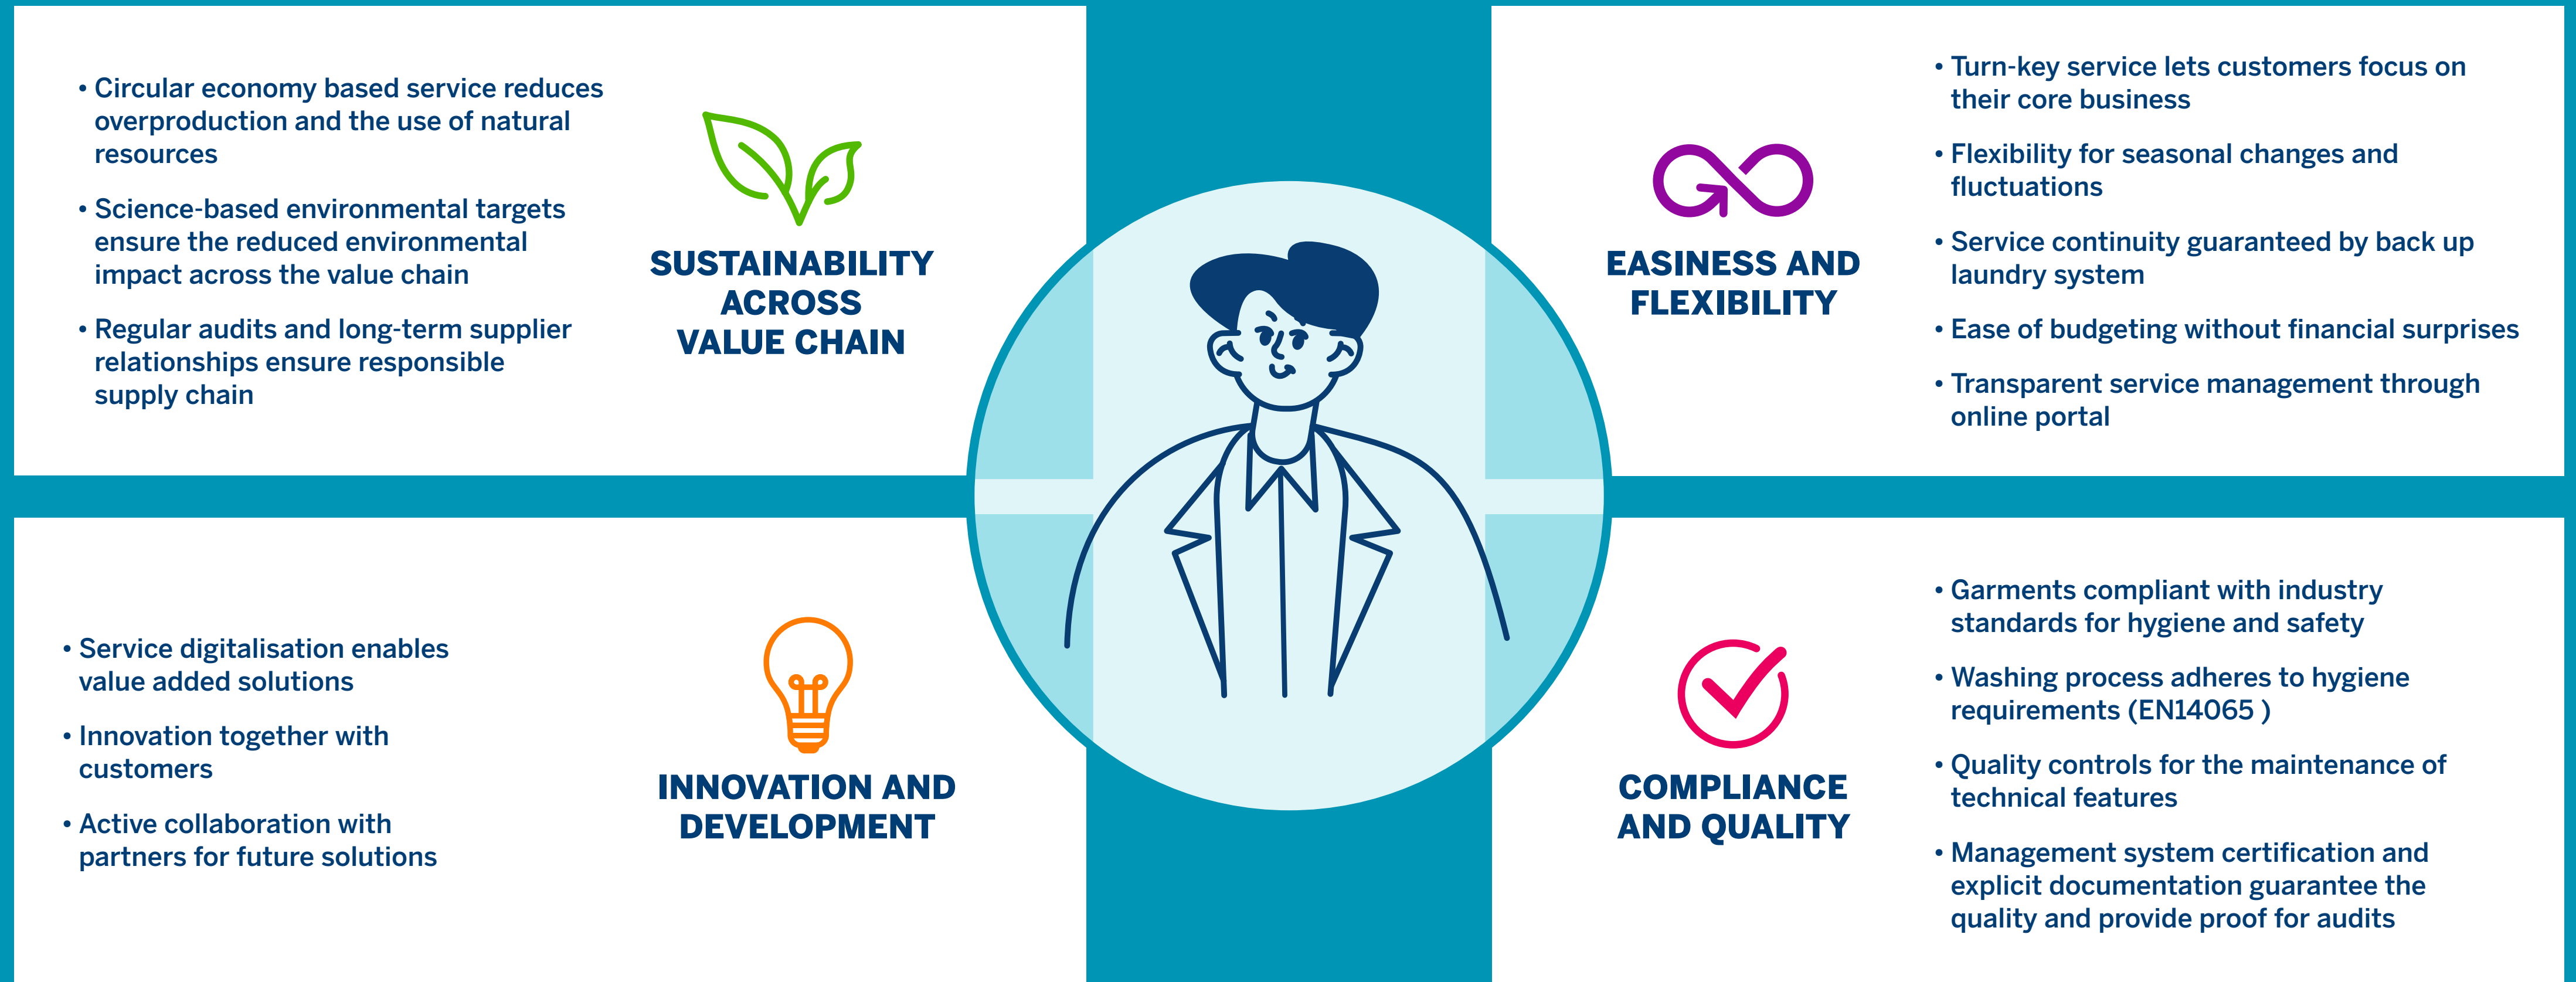 • Circular economy based service reduces
overproduction and the use of natural
resources
• Science-based environmental targets
ensure the reduced environmental
impact across the value chain
• Regular audits and long-term supplier
relationships ensure responsible
supply chain
SUSTAINABILITY
ACROSS
VALUE CHAIN
EASINESS AND
FLEXIBILITY
• Turn-key service lets customers focus on
their core business
• Flexibility for seasonal changes and
fluctuations
• Service continuity guaranteed by back up
laundry system
• Ease of budgeting without financial surprises
• Transparent service management through
online portal
• Service digitalisation enables
value added solutions
• Innovation together with
customers
• Active collaboration with
partners for future solutions
INNOVATION AND
DEVELOPMENT
COMPLIANCE
AND QUALITY
• Garments compliant with industry
standards for hygiene and safety
• Washing process adheres to hygiene
requirements (EN14065 )
• Quality controls for the maintenance of
technical features
• Management system certification and
explicit documentation guarantee the
quality and provide proof for audits